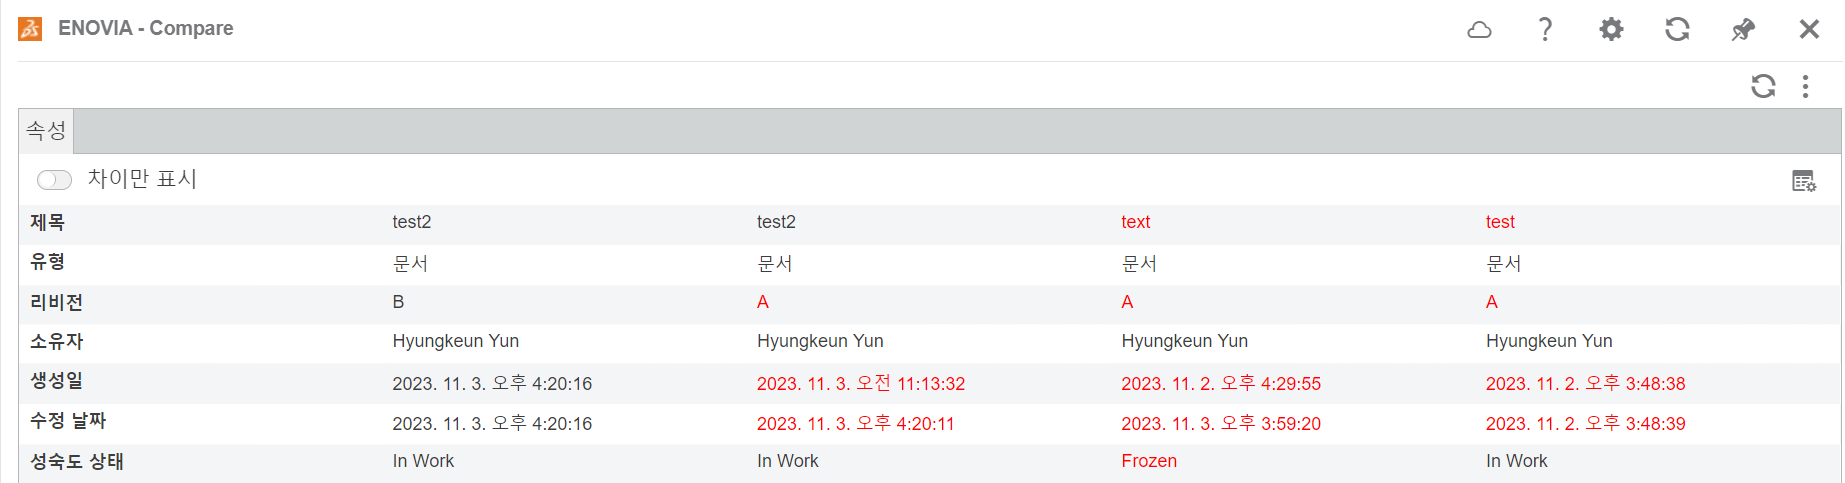 ENOVIA - Compare
속성
차이만 표시
제목 test2 test2 text test
유형 문서 문서 문서 문서
리비전 B A A A
소유자 Hyungkeun Yun Hyungkeun Yun Hyungkeun Yun Hyungkeun Yun
생성일 2023. 11. 3. 오후 4:20:16 2023. 11. 3. 오전 11:13:32 2023. 11. 2. 오후 4:29:55 2023. 11. 2. 오후 3:48:38
수정 날짜 2023. 11. 3. 오후 4:20:16 2023. 11. 3. 오후 4:20:11 2023. 11. 3. 오후 3:59:20 2023. 11. 2. 오후 3:48:39
성숙도 상태 In Work In Work Frozen In Work